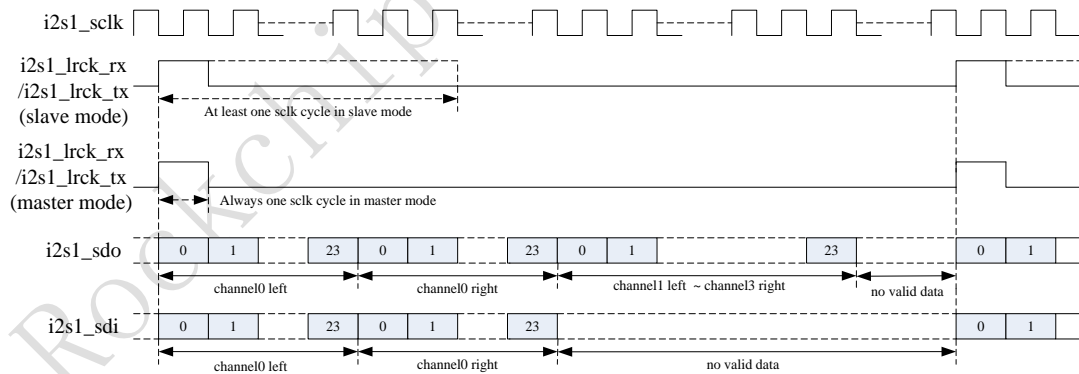 i2s1_sclk
i2s1_lrck_rx
/i2s1_lrck_tx
(slave mode)
At least one sclk cycle in slave mode
i2s1_lrck_rx
/i2s1_lrck_tx
(master mode)
Always one sclk cycle in master mode
i2s1_sdo
0 1 23 0 1 23 0 1 23 0 1
channel0 left channel0 right channel1 left ~ channel3 right no valid data
i2s1_sdi
0 1 23 0 1 23 0 1
channel0 left channel0 right no valid data
Rockchip